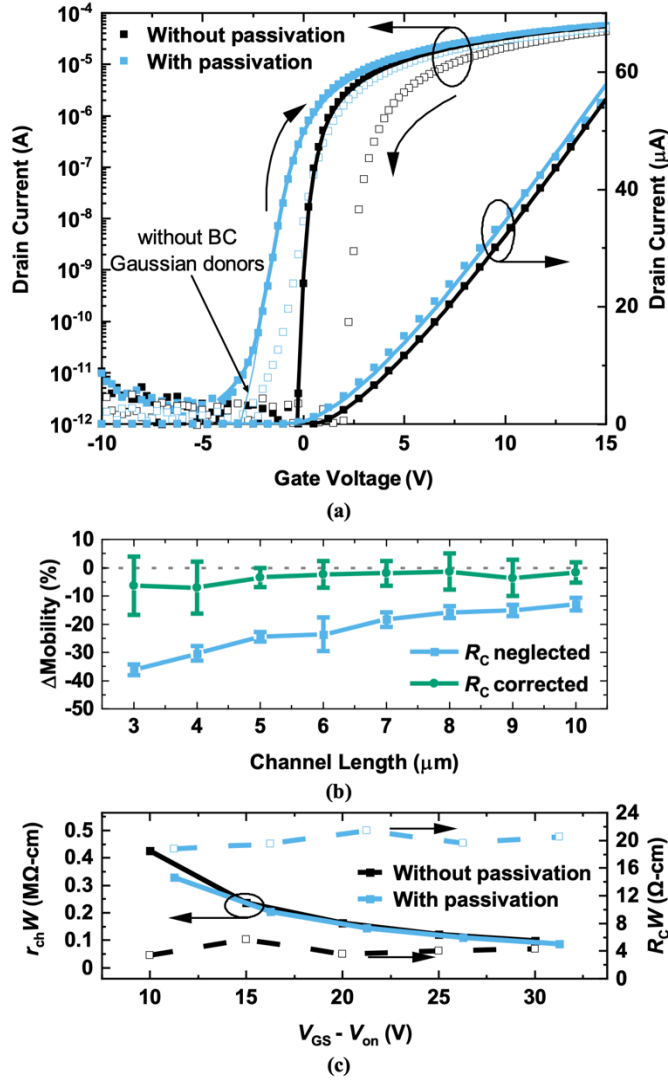 10⁻⁴
10⁻⁵
10⁻⁶
10⁻⁷
10⁻⁸
10⁻⁹
10⁻¹⁰
10⁻¹¹
10⁻¹²
Drain Current (A)
Without passivation
With passivation
without BC
Gaussian donors
60
40
20
0
Drain Current (μA)
-10 -5 0 5 10 15
Gate Voltage (V)
(a)
10
0
-10
-20
-30
-40
-50
ΔMobility (%)
R_C neglected
R_C corrected
3 4 5 6 7 8 9 10
Channel Length (μm)
(b)
0.5
0.4
0.3
0.2
0.1
0
r_ch W (MΩ-cm)
Without passivation
With passivation
24
20
16
12
8
4
0
R_C W (Ω-cm)
10 15 20 25 30
V_GS - V_on (V)
(c)